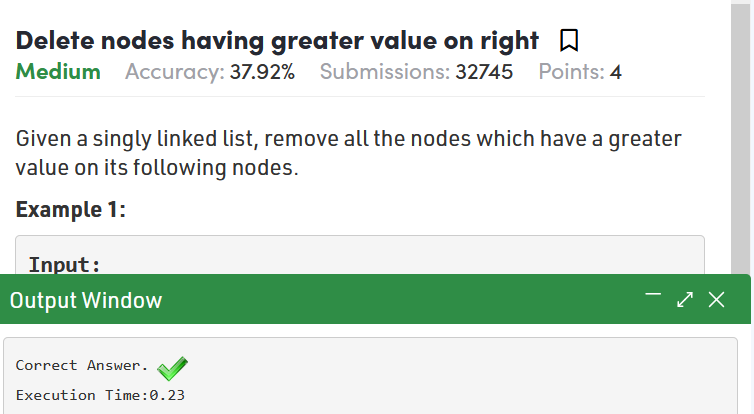 Delete nodes having greater value on right
Medium Accuracy: 37.92% Submissions: 32745 Points: 4
Given a singly linked list, remove all the nodes which have a greater
value on its following nodes.
Example 1:
Input:
Output Window
Correct Answer.
Execution Time:0.23